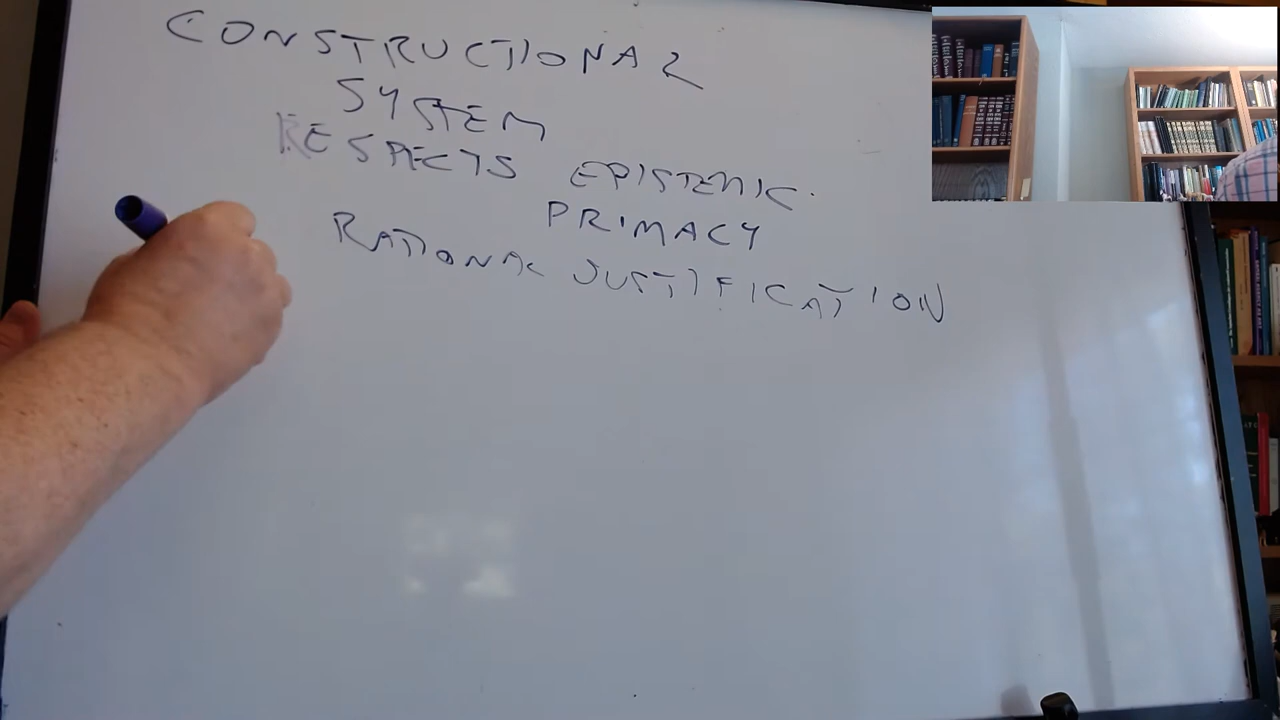 CONSTRUCTIONAL
SYSTEM
RESPECTS EPISTEMIC
PRIMACY
RATIONAL JUSTIFICATION